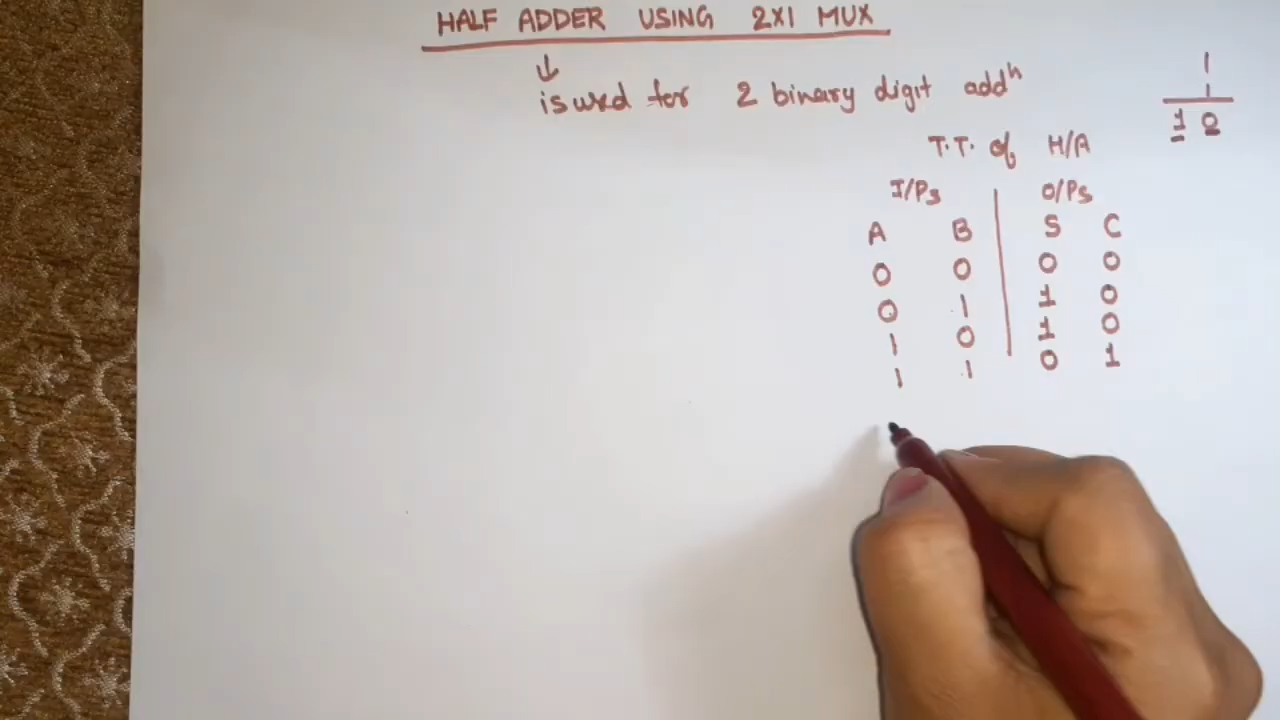 HALF ADDER USING 2X1 MUX
↓
is used for 2 binary digit addⁿ
1
1
1 0
T.T. of H/A
I/Ps O/Ps
A B S C
0 0 0 0
0 1 1 0
1 0 1 0
1 1 0 1